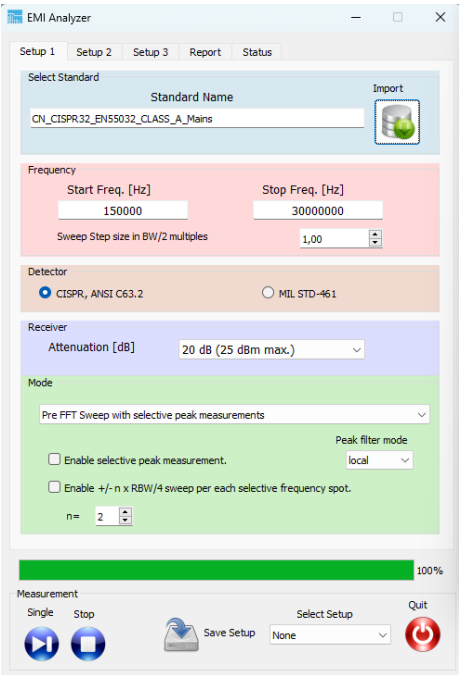 EMI Analyzer
Setup 1 Setup 2 Setup 3 Report Status
Select Standard
Standard Name
Import
CN_CISPR32_EN55032_CLASS_A_Mains
Frequency
Start Freq. [Hz] Stop Freq. [Hz]
150000 30000000
Sweep Step size in BW/2 multiples 1,00
Detector
CISPR, ANSI C63.2 MIL STD-461
Receiver
Attenuation [dB] 20 dB (25 dBm max.)
Mode
Pre FFT Sweep with selective peak measurements
Peak filter mode
Enable selective peak measurement. local
Enable +/- n x RBW/4 sweep per each selective frequency spot.
n= 2
100%
Measurement
Single Stop Select Setup Quit
Save Setup None